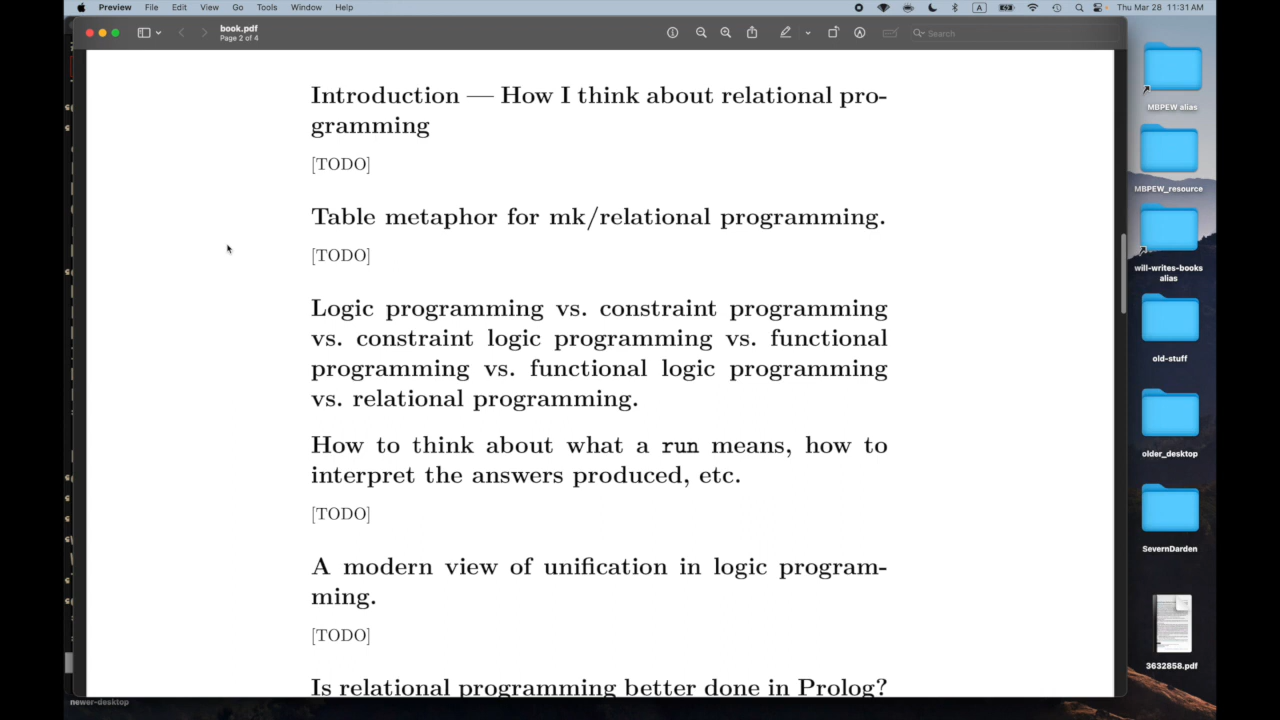 Preview File Edit View Go Tools Window Help
A
Thu Mar 28 11:31 AM
book.pdf
Page 2 of 4
Search
Introduction — How I think about relational pro-
gramming
[TODO]
Table metaphor for mk/relational programming.
[TODO]
Logic programming vs. constraint programming
vs. constraint logic programming vs. functional
programming vs. functional logic programming
vs. relational programming.
How to think about what a run means, how to
interpret the answers produced, etc.
[TODO]
A modern view of unification in logic program-
ming.
[TODO]
Is relational programming better done in Prolog?
MBPEW alias
MBPEW_resource
will-writes-books
alias
old-stuff
older_desktop
SevernDarden
3632858.pdf
newer-desktop